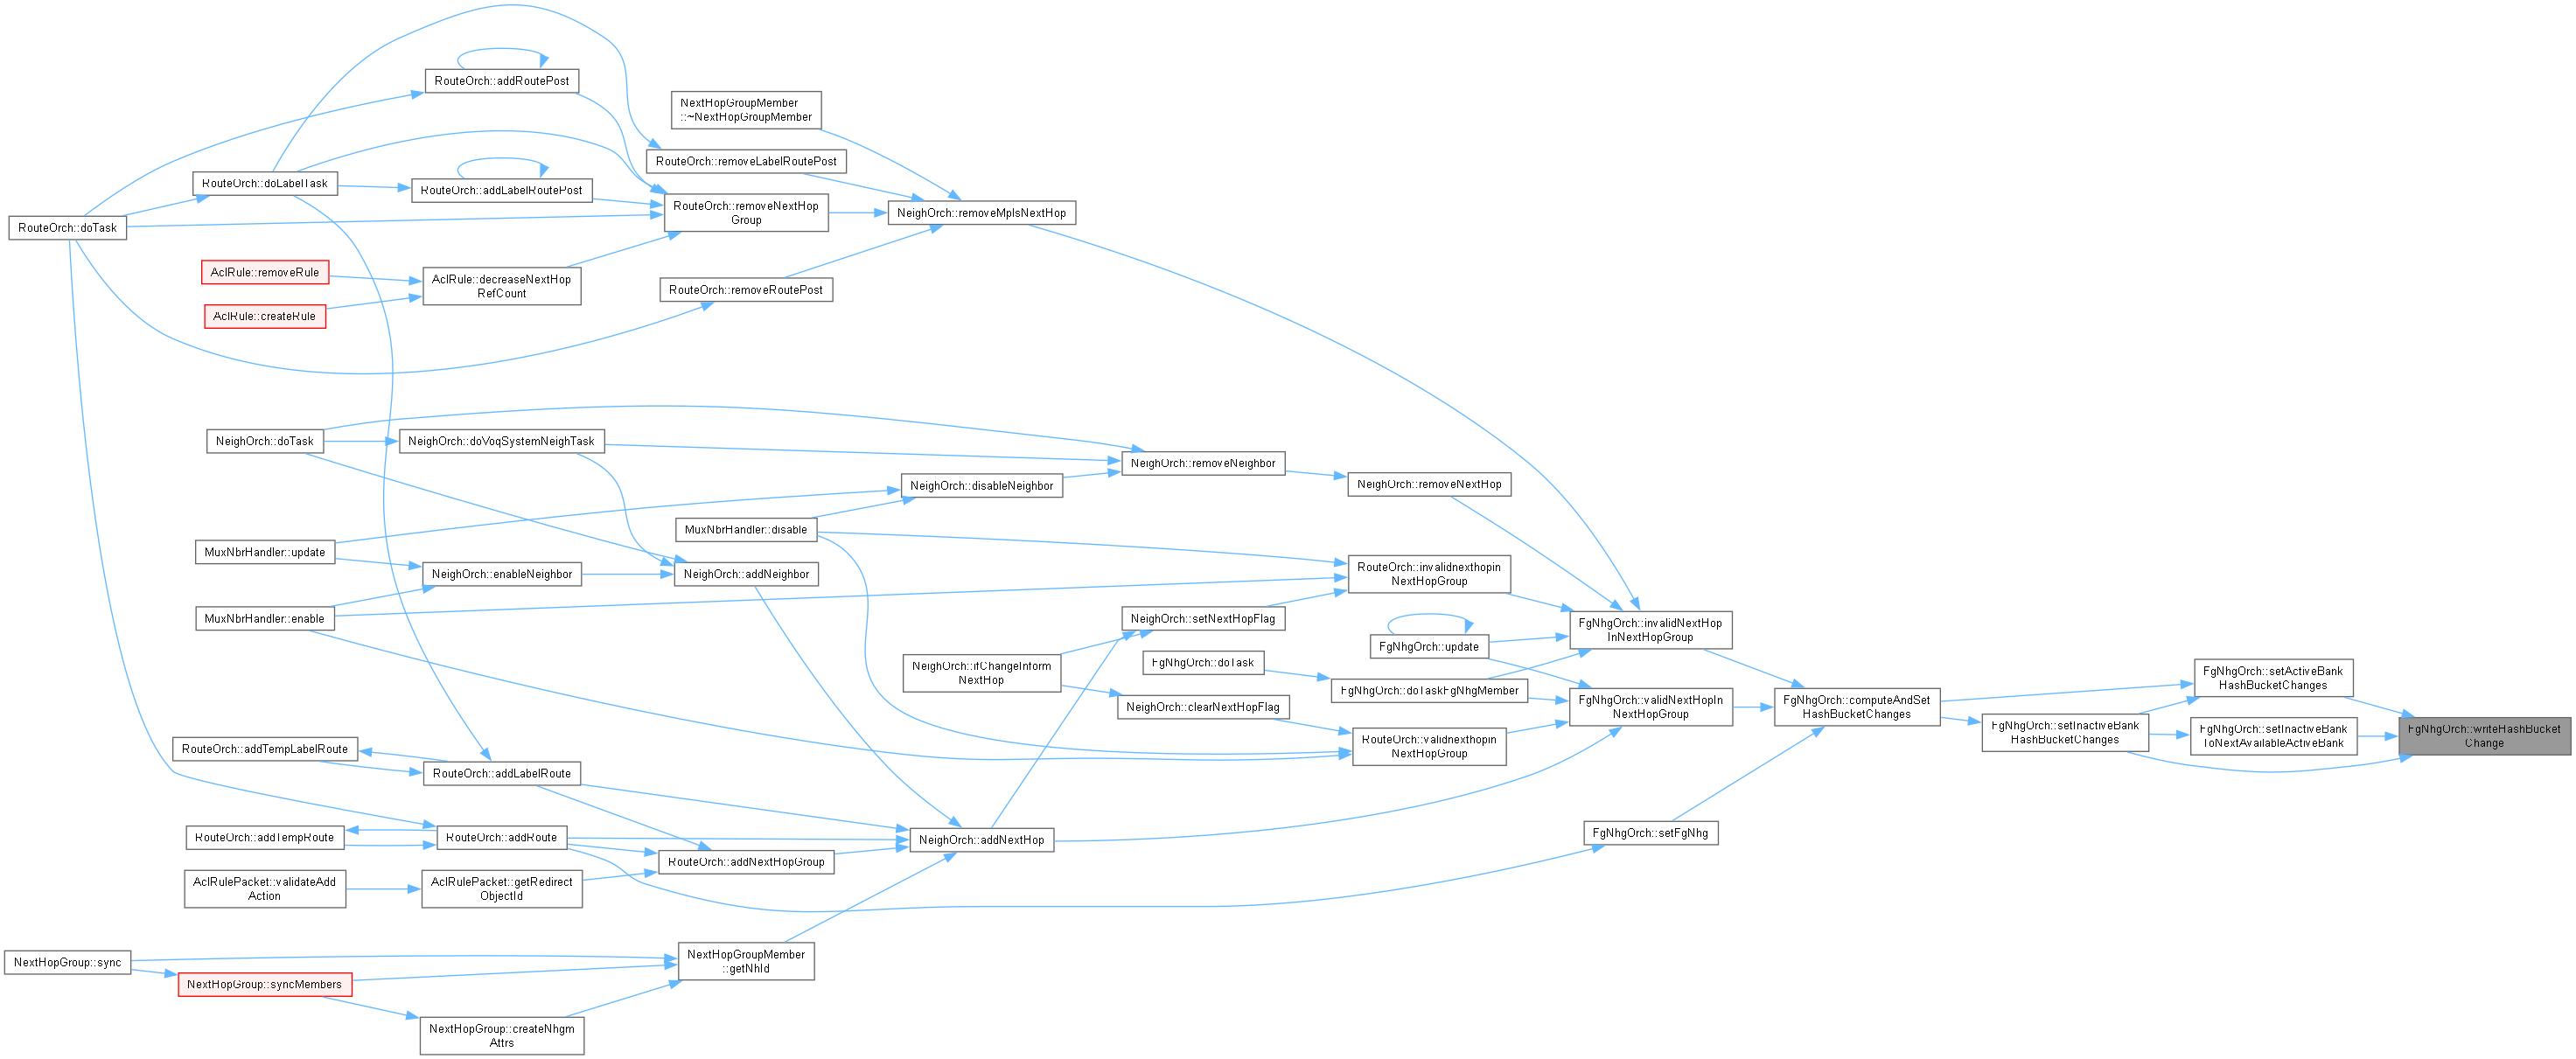 RouteOrch::addRoutePost
NextHopGroupMember
::~NextHopGroupMember
RouteOrch::removeLabelRoutePost
RouteOrch::doLabelTask
RouteOrch::addLabelRoutePost
RouteOrch::removeNextHop
Group
NeighOrch::removeMplsNextHop
RouteOrch::doTask
AclRule::removeRule
AclRule::decreaseNextHop
RefCount
RouteOrch::removeRoutePost
AclRule::createRule
NeighOrch::doTask
NeighOrch::doVoqSystemNeighTask
NeighOrch::removeNeighbor
NeighOrch::disableNeighbor
NeighOrch::removeNextHop
MuxNbrHandler::disable
MuxNbrHandler::update
NeighOrch::enableNeighbor
NeighOrch::addNeighbor
RouteOrch::invalidnexthopin
NextHopGroup
MuxNbrHandler::enable
NeighOrch::setNextHopFlag
FgNhgOrch::invalidNextHop
InNextHopGroup
FgNhgOrch::update
NeighOrch::ifChangeInform
NextHop
FgNhgOrch::doTask
FgNhgOrch::doTaskFgNhgMember
FgNhgOrch::setActiveBank
HashBucketChanges
NeighOrch::clearNextHopFlag
FgNhgOrch::validNextHopIn
NextHopGroup
FgNhgOrch::computeAndSet
HashBucketChanges
FgNhgOrch::setInactiveBank
HashBucketChanges
FgNhgOrch::setInactiveBank
ToNextAvailableActiveBank
FgNhgOrch::writeHashBucket
Change
RouteOrch::validnexthopin
NextHopGroup
RouteOrch::addTempLabelRoute
RouteOrch::addLabelRoute
RouteOrch::addTempRoute
RouteOrch::addRoute
NeighOrch::addNextHop
FgNhgOrch::setFgNhg
RouteOrch::addNextHopGroup
AclRulePacket::validateAdd
Action
AclRulePacket::getRedirect
ObjectId
NextHopGroup::sync
NextHopGroupMember
::getNhId
NextHopGroup::syncMembers
NextHopGroup::createNhgm
Attrs